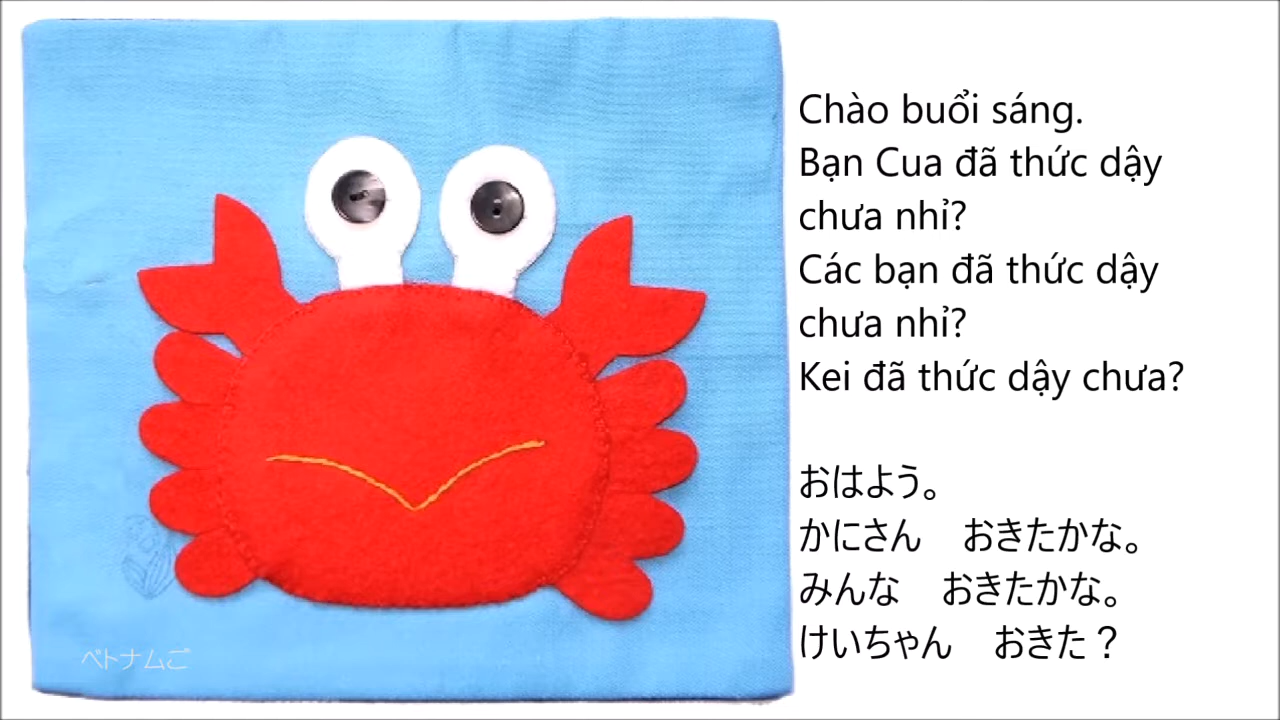 Chào buổi sáng.
Bạn Cua đã thức dậy
chưa nhỉ?
Các bạn đã thức dậy
chưa nhỉ?
Kei đã thức dậy chưa?
おはよう。
かにさん　おきたかな。
みんな　おきたかな。
けいちゃん　おきた？
ベトナムご